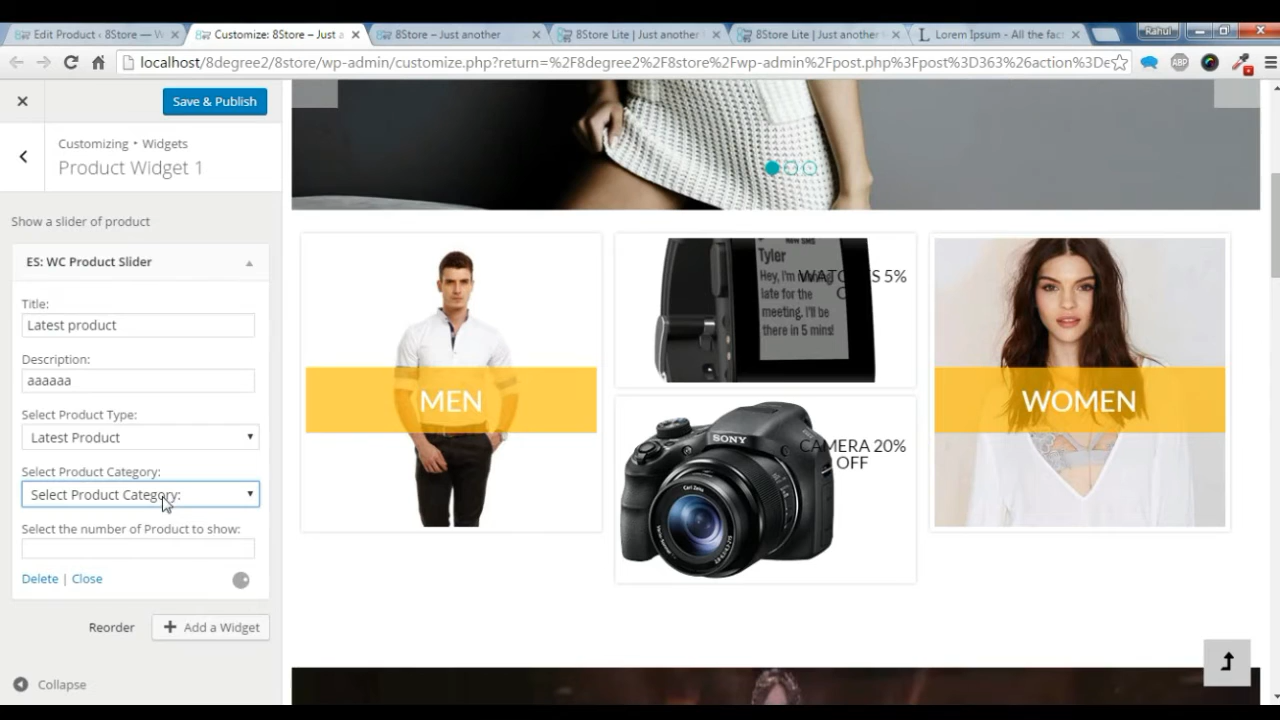 Edit Product ‹ 8Store — W
Customize: 8Store – Just a
8Store – Just another
8Store Lite | Just another
8Store Lite | Just another
Lorem Ipsum - All the fac
Rahul
localhost/8degree2/8store/wp-admin/customize.php?return=%2F8degree2%2F8store%2Fwp-admin%2Fpost.php%3Fpost%3D363%26action%3De
ABP
Save & Publish
Customizing • Widgets
Product Widget 1
Show a slider of product
ES: WC Product Slider
Title:
Latest product
Description:
aaaaaa
Select Product Type:
Latest Product
Select Product Category:
Select Product Category:
Select the number of Product to show:
Delete | Close
Reorder
Add a Widget
Collapse
MEN
Tyler
Hey, I'm
late for the
meeting. I'll be
there in 5 mins!
5%
SONY
Carl Zeiss
CAMERA 20%
OFF
WOMEN